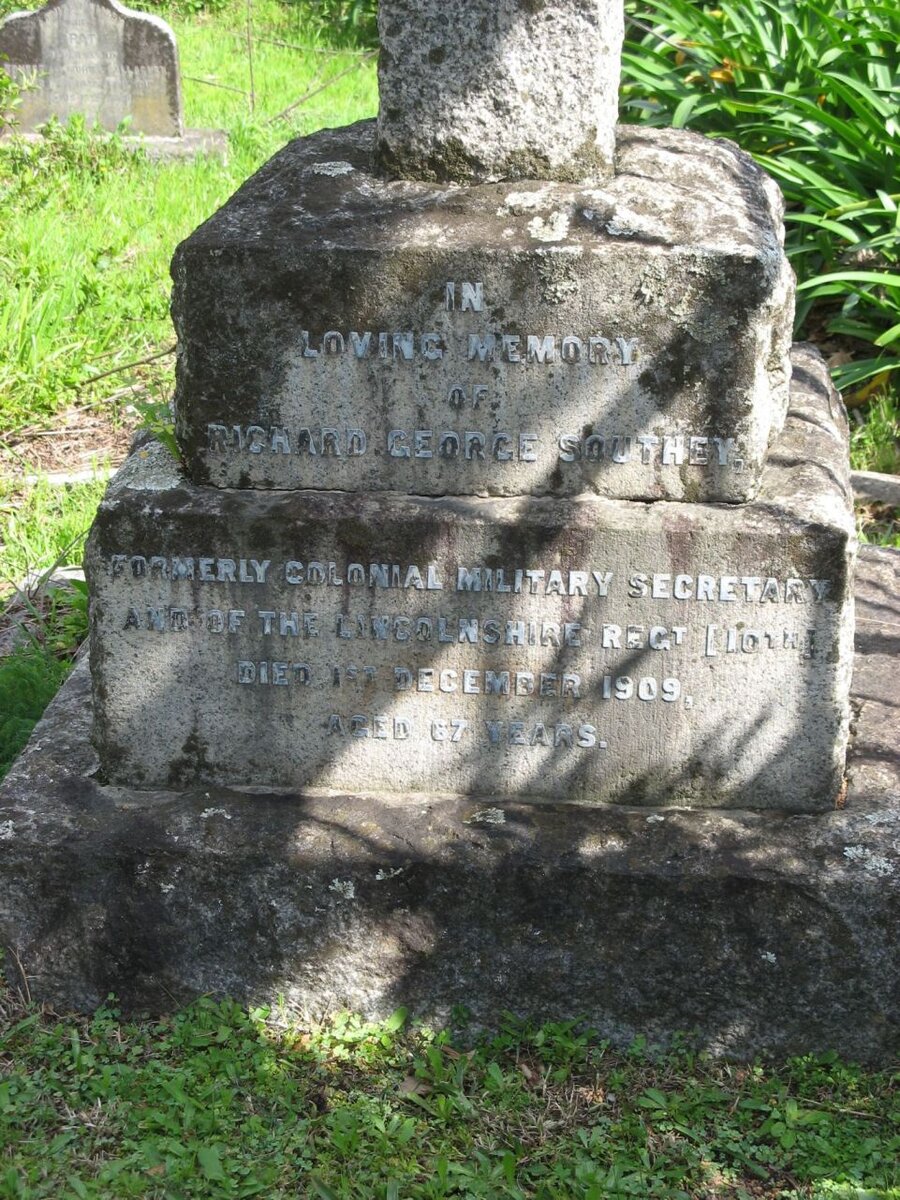 IN
LOVING MEMORY
OF
RICHARD GEORGE SOUTHEY,
FORMERLY COLONIAL MILITARY SECRETARY
AND OF THE LINCOLNSHIRE REGT [10TH]
DIED 1ST DECEMBER 1909,
AGED 67 YEARS.